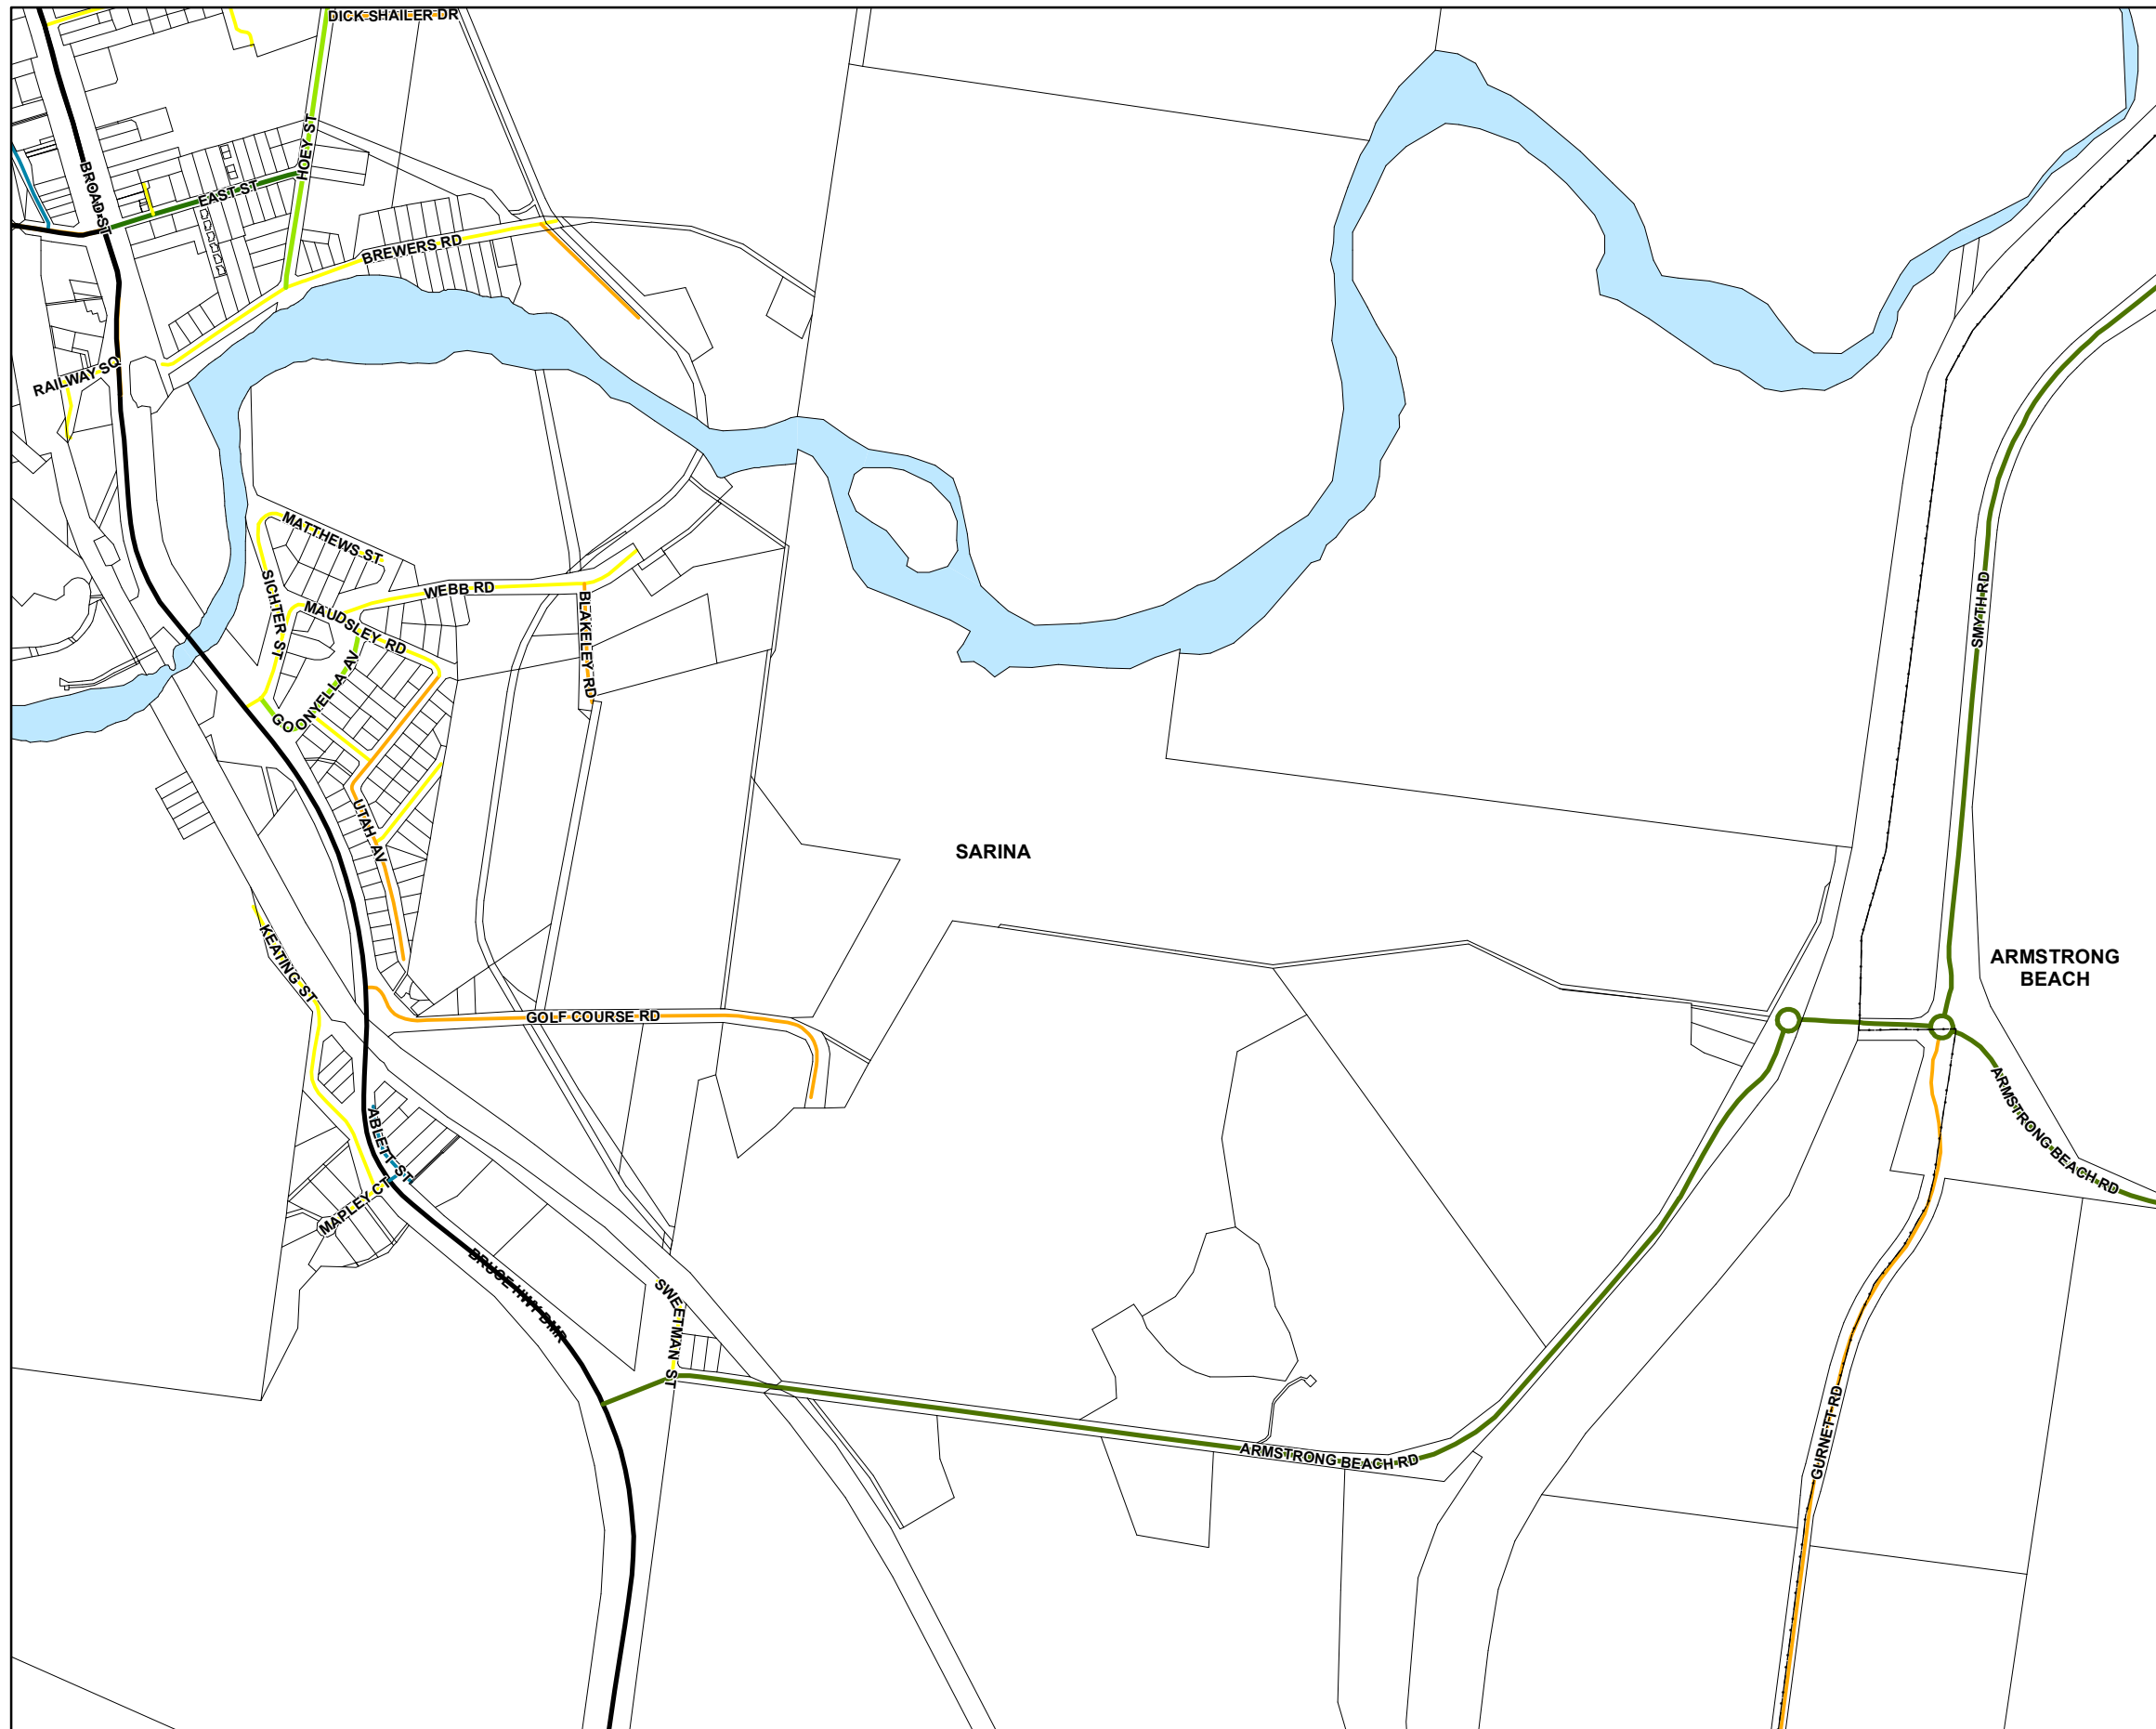 DICK SHAILER DR
HOEY ST
BROAD ST
EAST ST
BREWERS RD
RAILWAY SQ
MATTHEWS ST
SICHTER ST
MAUDSLEY RD
WEBB RD
BLAKELEY RD
SMYTH RD
GOONYELLA AV
UTAH AV
SARINA
KEATING ST
ARMSTRONG
BEACH
GOLF COURSE RD
ARMSTRONG BEACH RD
ABLETT ST
MAPLEY CT
BRUCE HWY DMR
SWEETMAN ST
ARMSTRONG BEACH RD
GURNETT RD